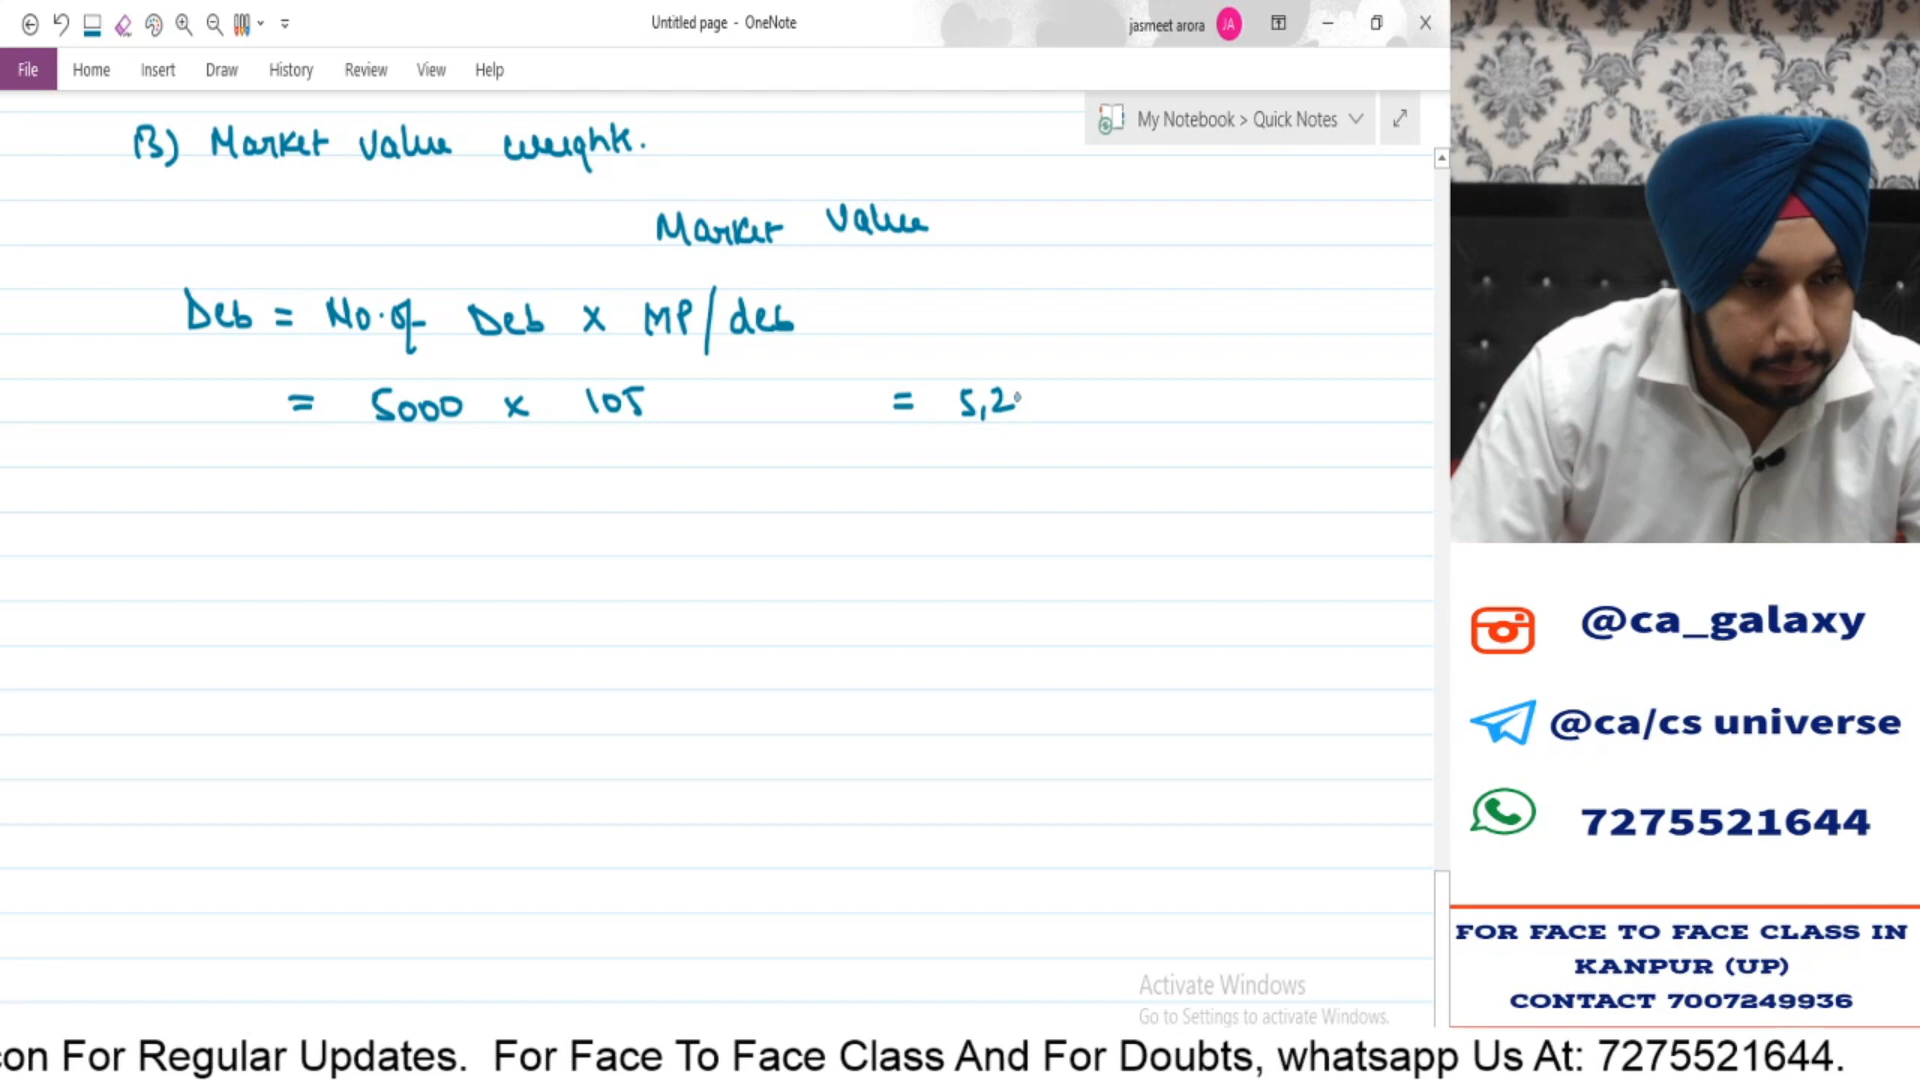 Untitled page - OneNote
jasmeet arora
JA
File Home Insert Draw History Review View Help
My Notebook > Quick Notes
B) Market value weights.
Market Value
Deb = No. of Deb x MP/deb
= 5000 x 105 = 5,2
@ca_galaxy
@ca/cs universe
7275521644
FOR FACE TO FACE CLASS IN
KANPUR (UP)
CONTACT 7007249936
Activate Windows
Go to Settings to activate Windows.
con For Regular Updates. For Face To Face Class And For Doubts, whatsapp Us At: 7275521644.